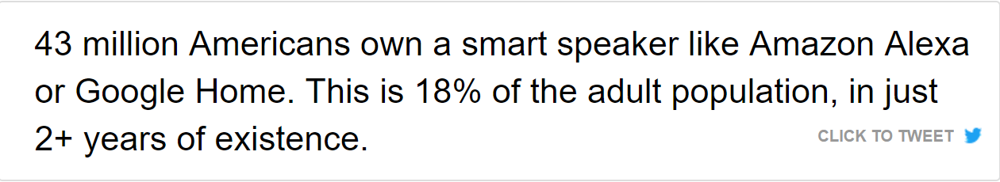 43 million Americans own a smart speaker like Amazon Alexa
or Google Home. This is 18% of the adult population, in just
2+ years of existence.
CLICK TO TWEET